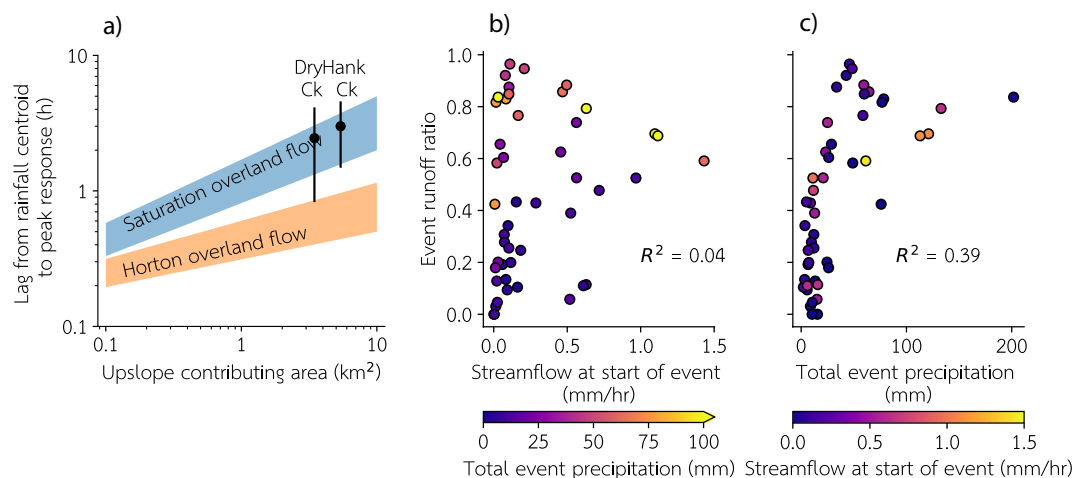 a)
Lag from rainfall centroid
to peak response (h)
10
1
0.1
DryHank
Ck Ck
Saturation overland flow
Horton overland flow
0.1 1 10
Upslope contributing area (km²)
b)
Event runoff ratio
1.0
0.8
0.6
0.4
0.2
0.0
R² = 0.04
0.0 0.5 1.0 1.5
Streamflow at start of event
(mm/hr)
0 25 50 75 100
Total event precipitation (mm)
c)
R² = 0.39
0 100 200
Total event precipitation
(mm)
0.0 0.5 1.0 1.5
Streamflow at start of event (mm/hr)